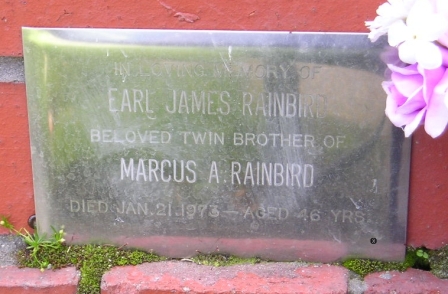 IN LOVING MEMORY OF
EARL JAMES RAINBIRD
BELOVED TWIN BROTHER OF
MARCUS A. RAINBIRD
DIED JAN. 21. 1973 — AGED 46 YRS.